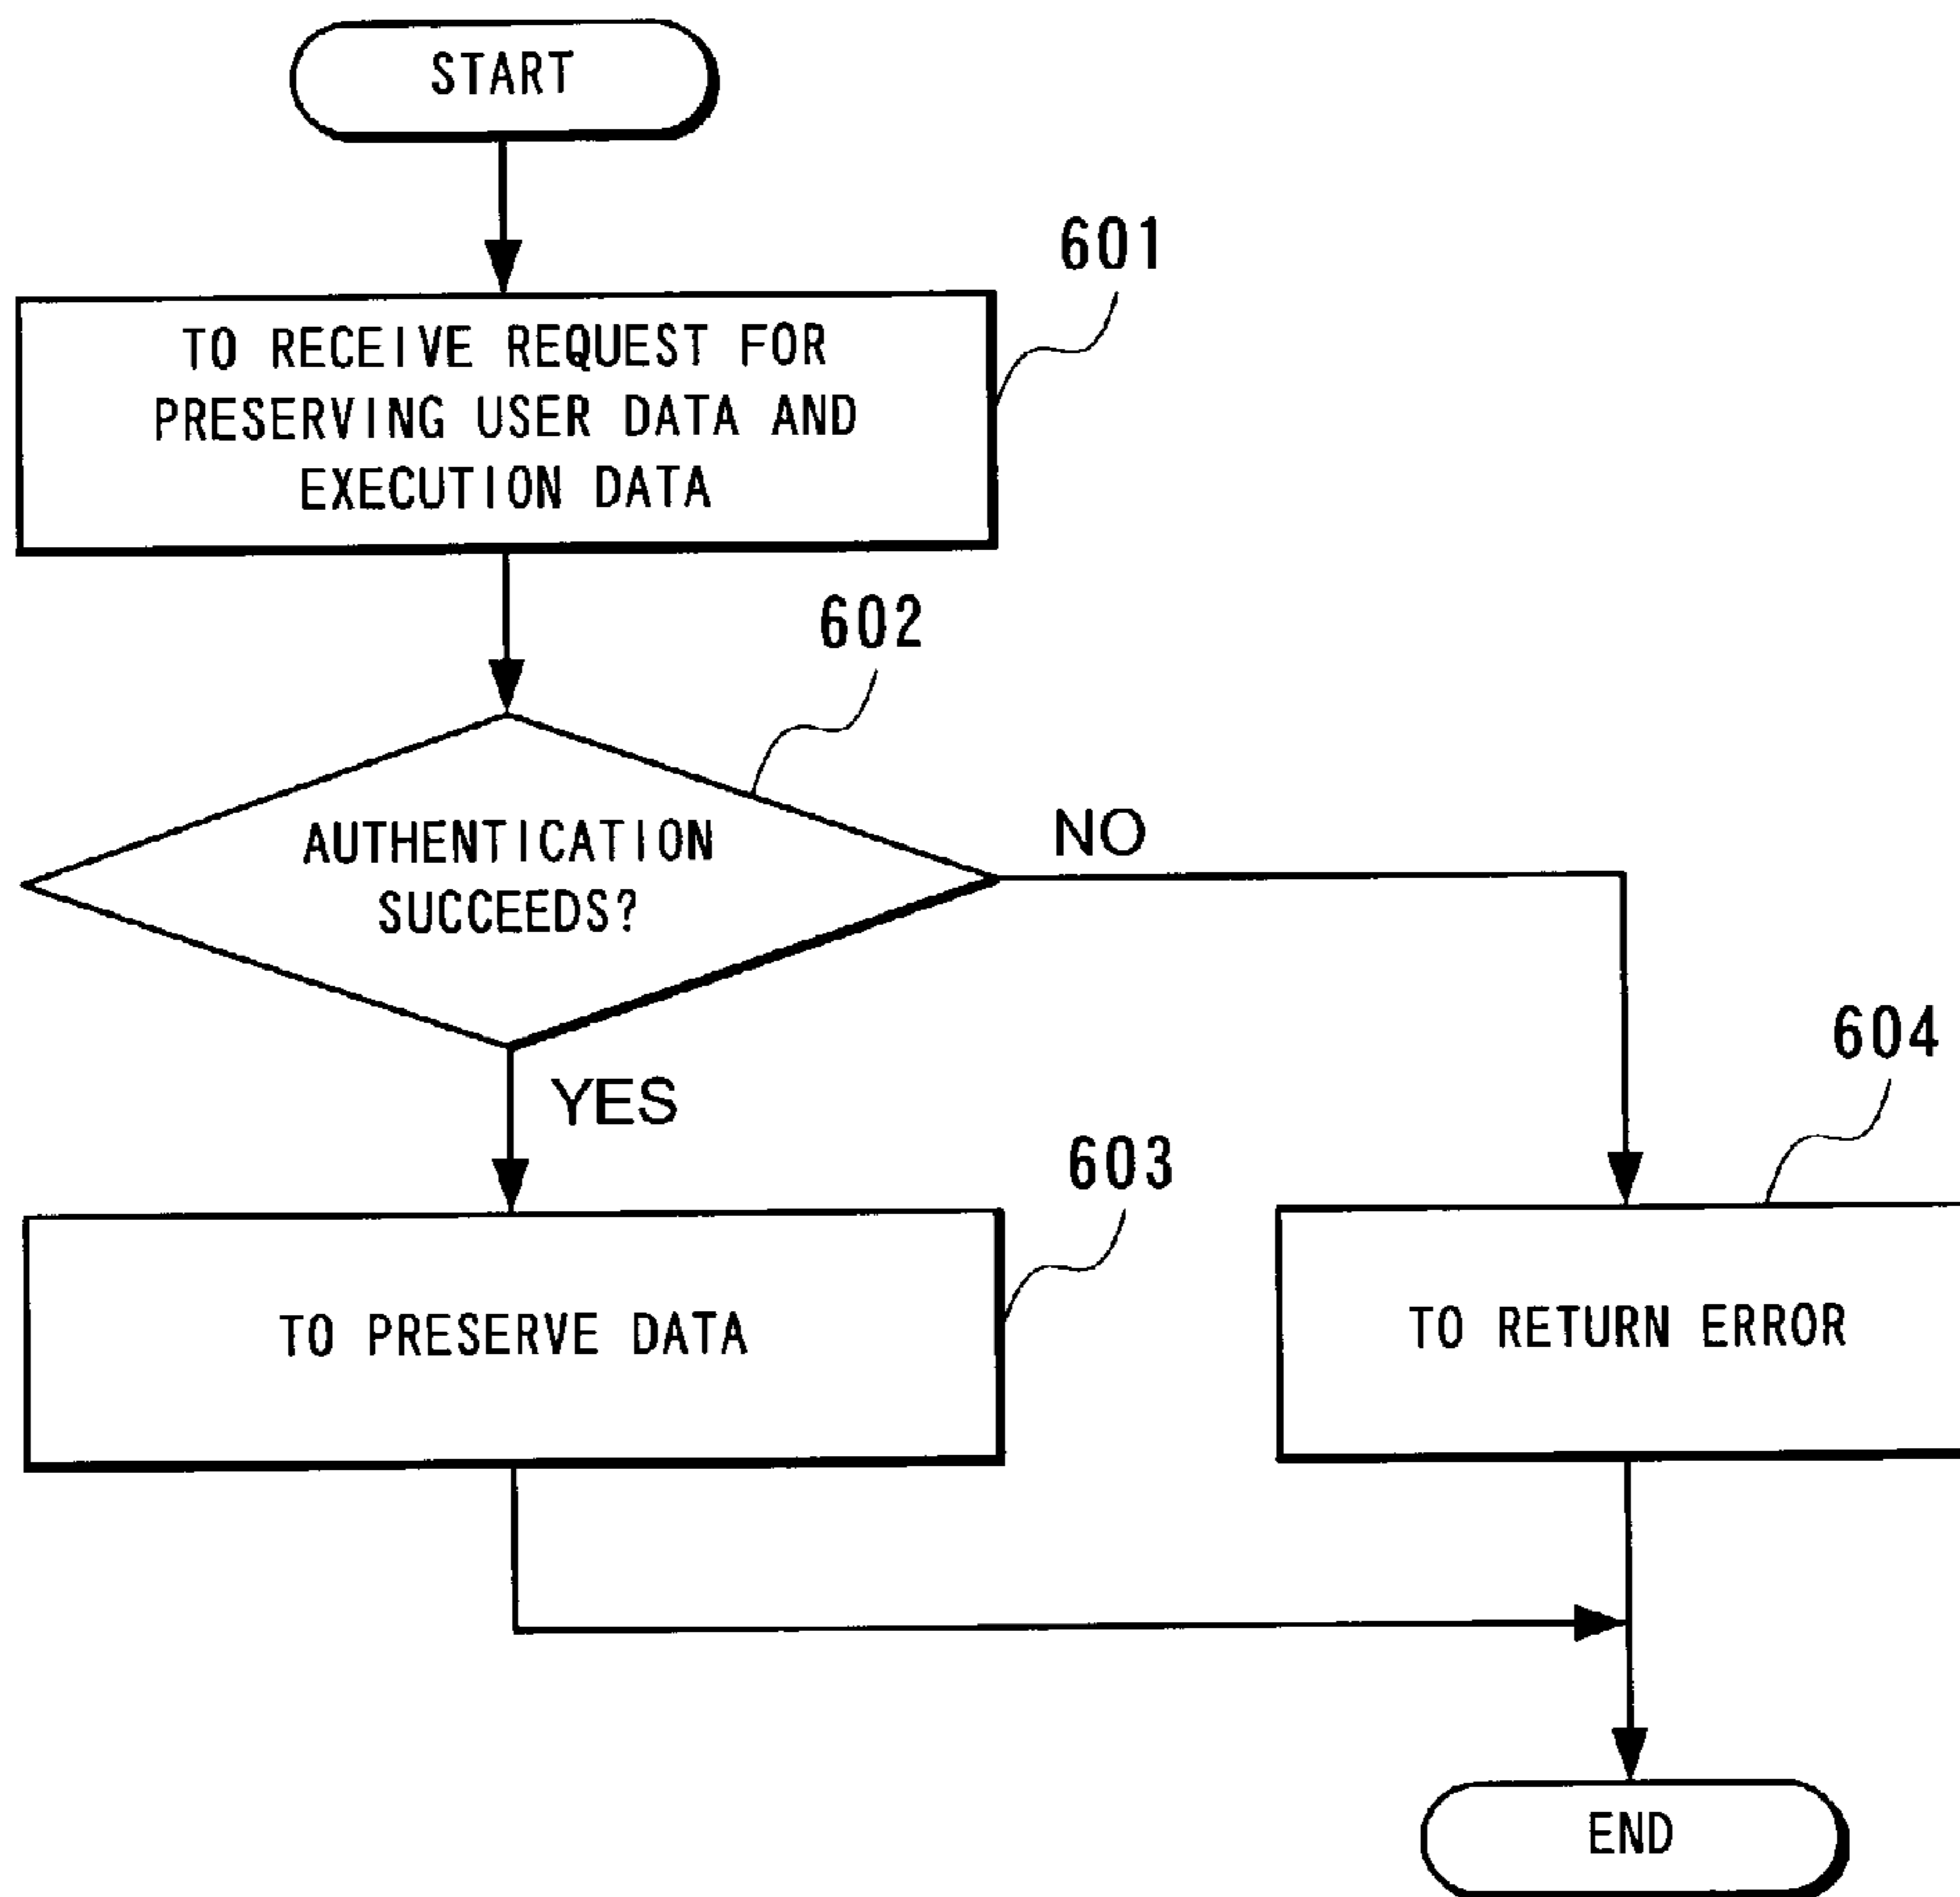 START
601
TO RECEIVE REQUEST FOR
PRESERVING USER DATA AND
EXECUTION DATA
602
AUTHENTICATION
SUCCEEDS?
NO
YES
603
604
TO PRESERVE DATA
TO RETURN ERROR
END